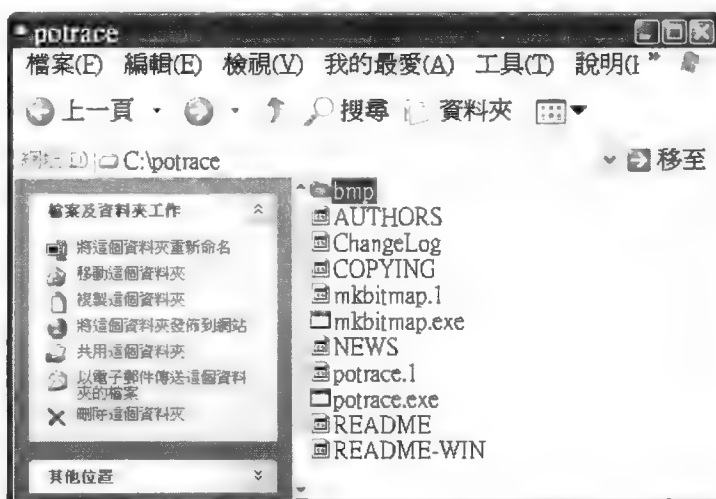 potrace
檔案(F) 編輯(E) 檢視(V) 我的最愛(A) 工具(T) 說明(H »
上一頁 搜尋 資料夾
網址(D) C:\potrace 移至
檔案及資料夾工作
將這個資料夾重新命名
移動這個資料夾
複製這個資料夾
將這個資料夾發佈到網站
共用這個資料夾
以電子郵件傳送這個資料
夾的檔案
刪除這個資料夾
其他位置
bmp
AUTHORS
ChangeLog
COPYING
mkbitmap.1
mkbitmap.exe
NEWS
potrace.1
potrace.exe
README
README-WIN